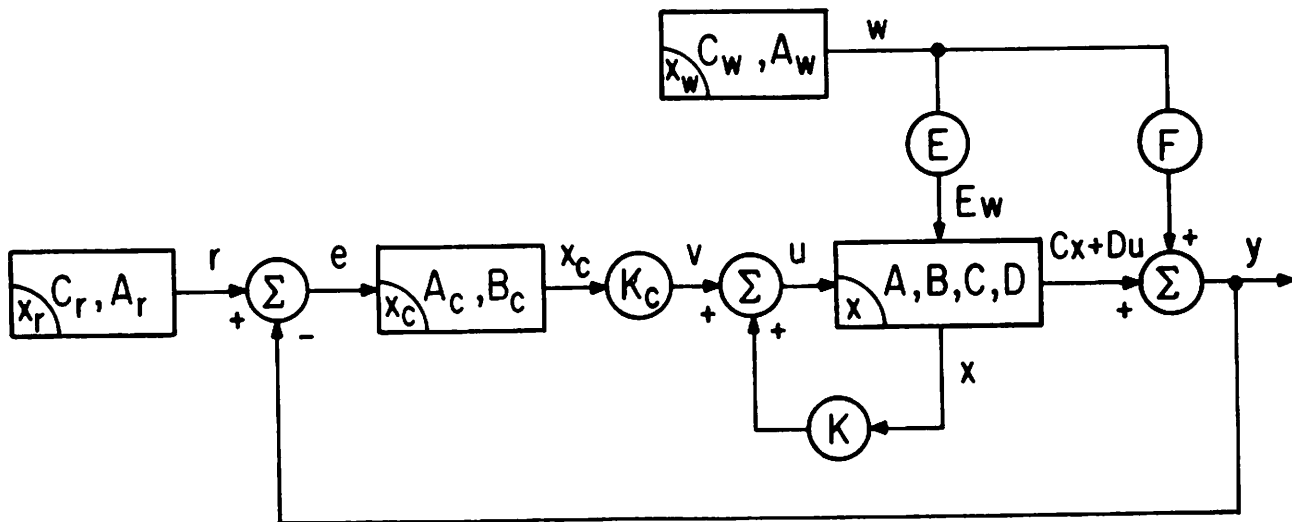 w
C_w , A_w
x_w
E
F
Ew
r
e
x_c
v
u
Cx+Du
+
y
C_r , A_r
x_r
Σ
+
−
A_c , B_c
x_c
K_c
Σ
+
+
A, B, C, D
x
Σ
+
x
K